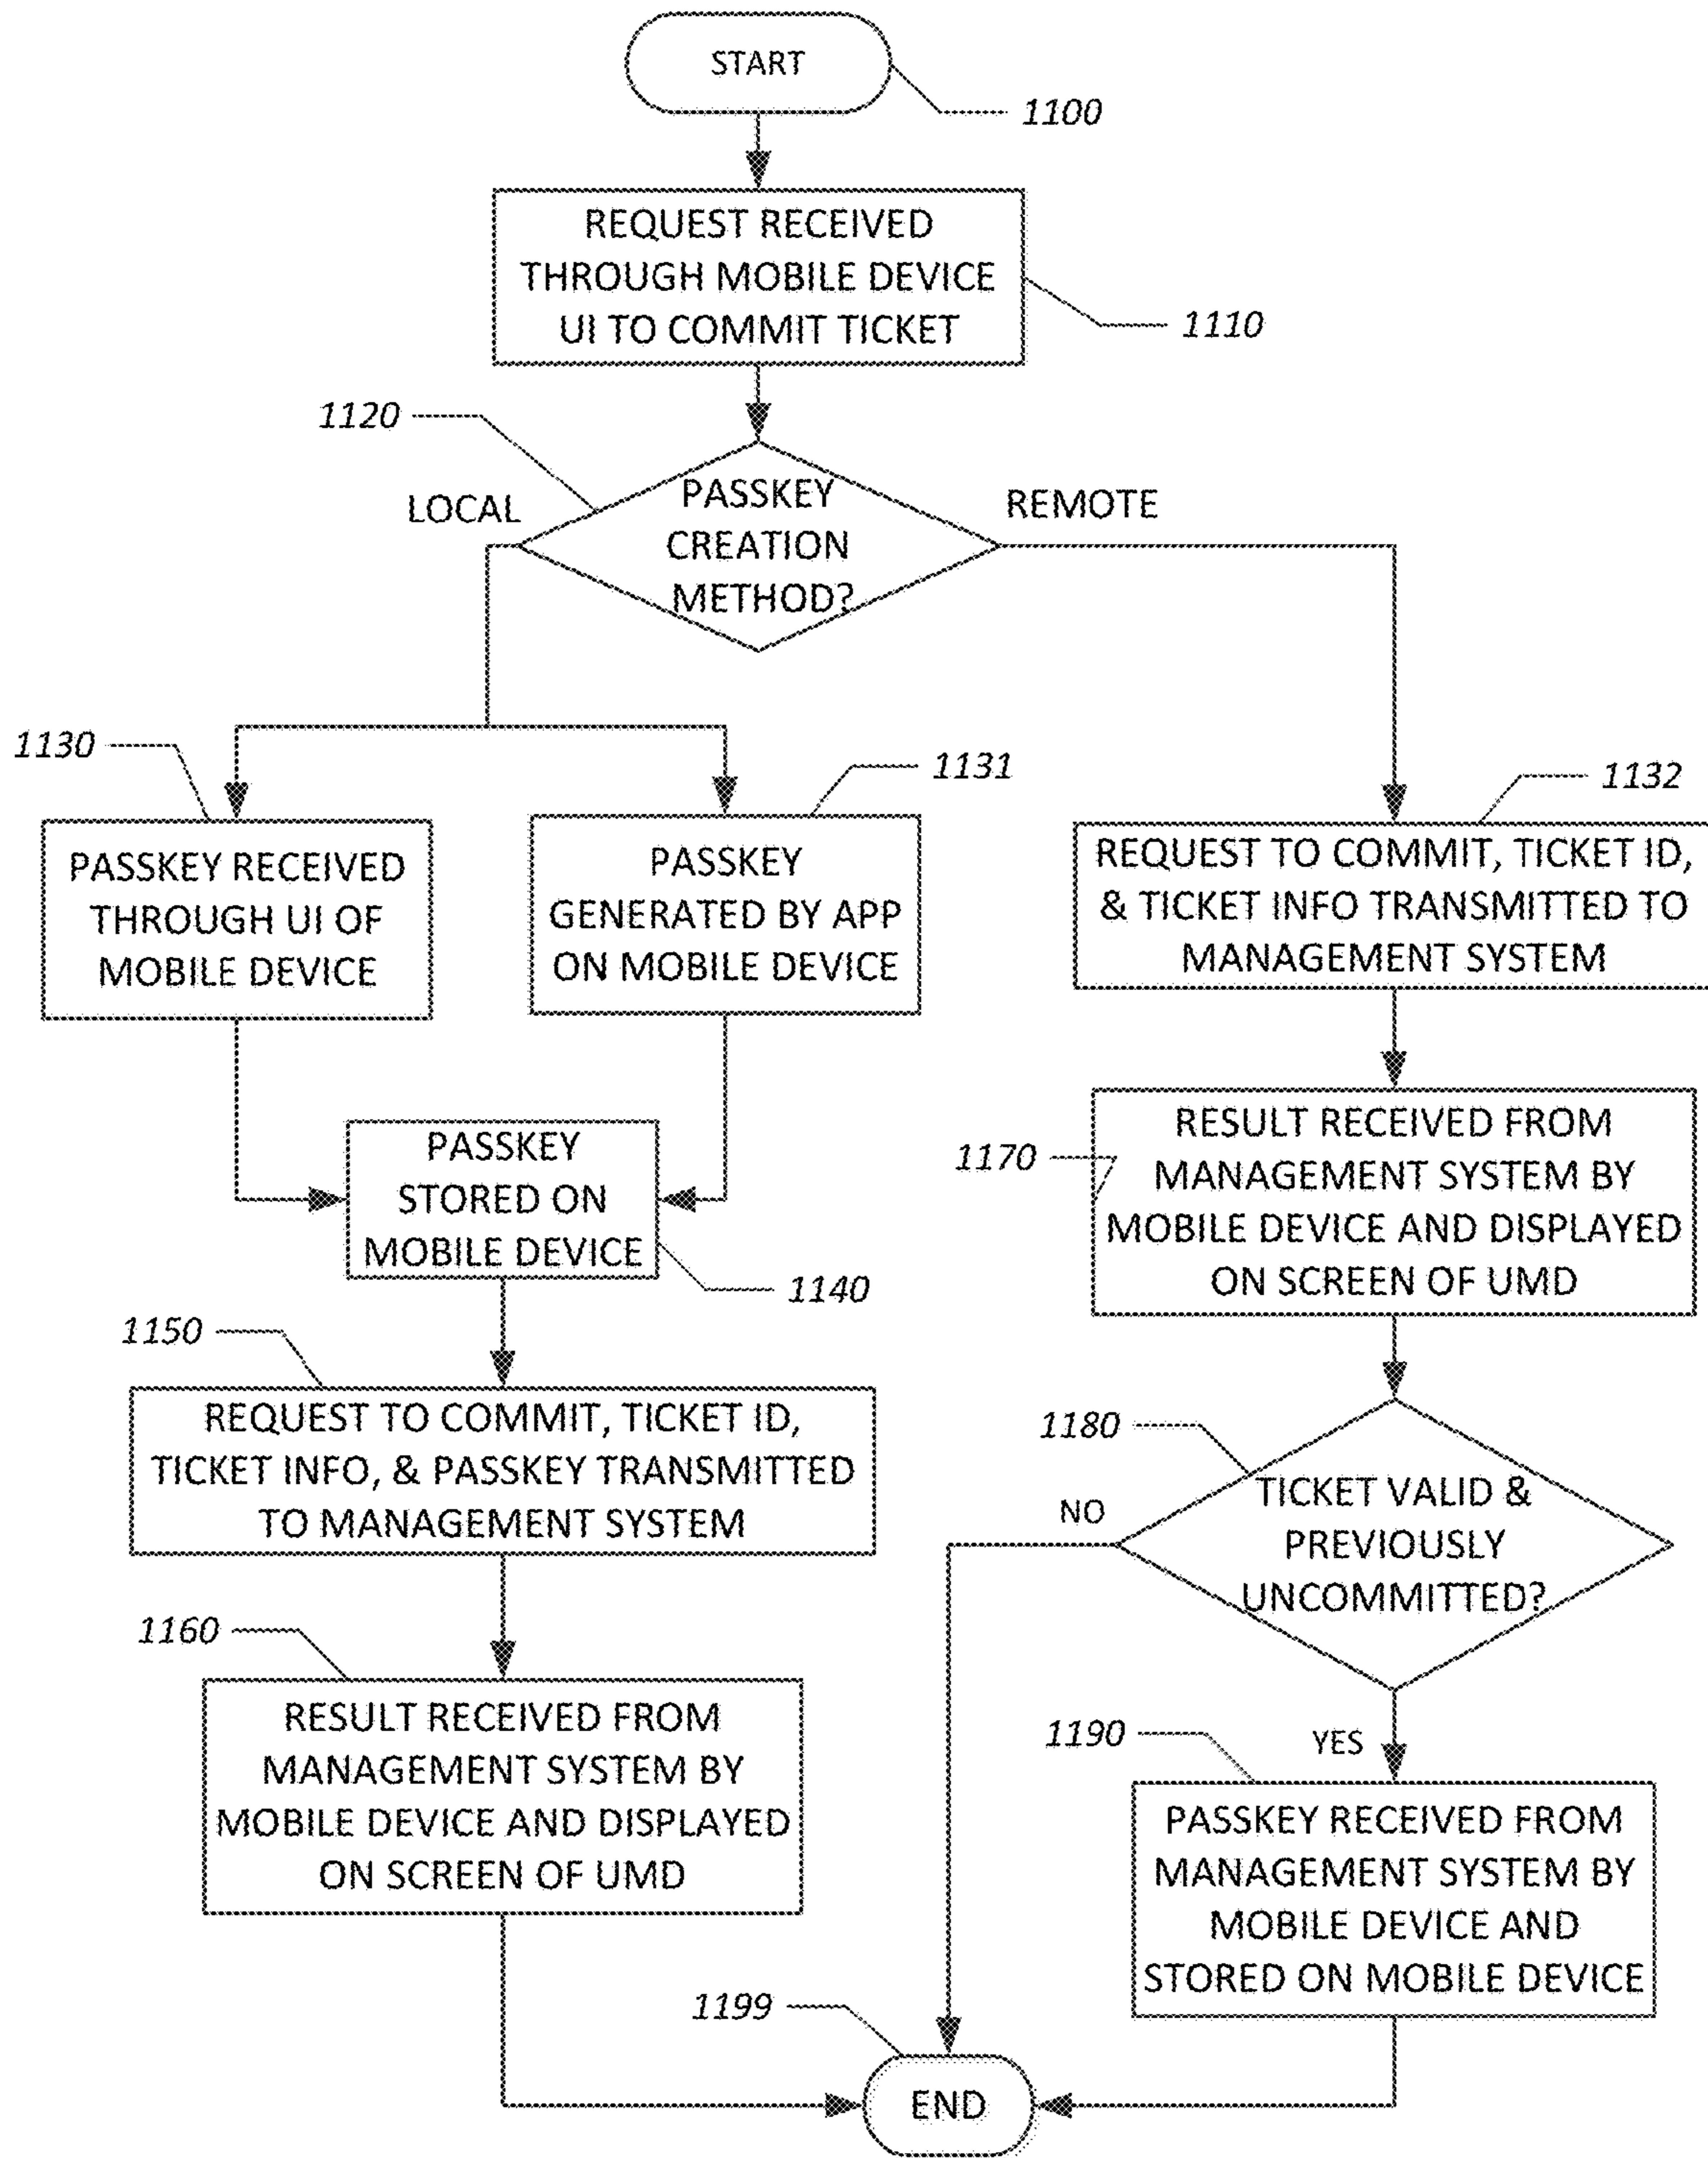 START
1100
REQUEST RECEIVED
THROUGH MOBILE DEVICE
UI TO COMMIT TICKET
1110
1120
LOCAL
PASSKEY
CREATION
METHOD?
REMOTE
1130
1131
1132
PASSKEY RECEIVED
THROUGH UI OF
MOBILE DEVICE
PASSKEY
GENERATED BY APP
ON MOBILE DEVICE
REQUEST TO COMMIT, TICKET ID,
& TICKET INFO TRANSMITTED TO
MANAGEMENT SYSTEM
PASSKEY
STORED ON
MOBILE DEVICE
1140
1170
RESULT RECEIVED FROM
MANAGEMENT SYSTEM BY
MOBILE DEVICE AND DISPLAYED
ON SCREEN OF UMD
1150
REQUEST TO COMMIT, TICKET ID,
TICKET INFO, & PASSKEY TRANSMITTED
TO MANAGEMENT SYSTEM
1180
NO
TICKET VALID &
PREVIOUSLY
UNCOMMITTED?
YES
1160
RESULT RECEIVED FROM
MANAGEMENT SYSTEM BY
MOBILE DEVICE AND DISPLAYED
ON SCREEN OF UMD
1190
PASSKEY RECEIVED FROM
MANAGEMENT SYSTEM BY
MOBILE DEVICE AND
STORED ON MOBILE DEVICE
1199
END